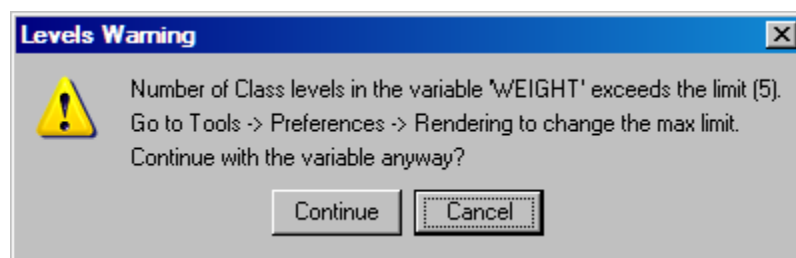 Levels Warning
Number of Class levels in the variable 'WEIGHT' exceeds the limit (5).
Go to Tools -> Preferences -> Rendering to change the max limit.
Continue with the variable anyway?
Continue
Cancel